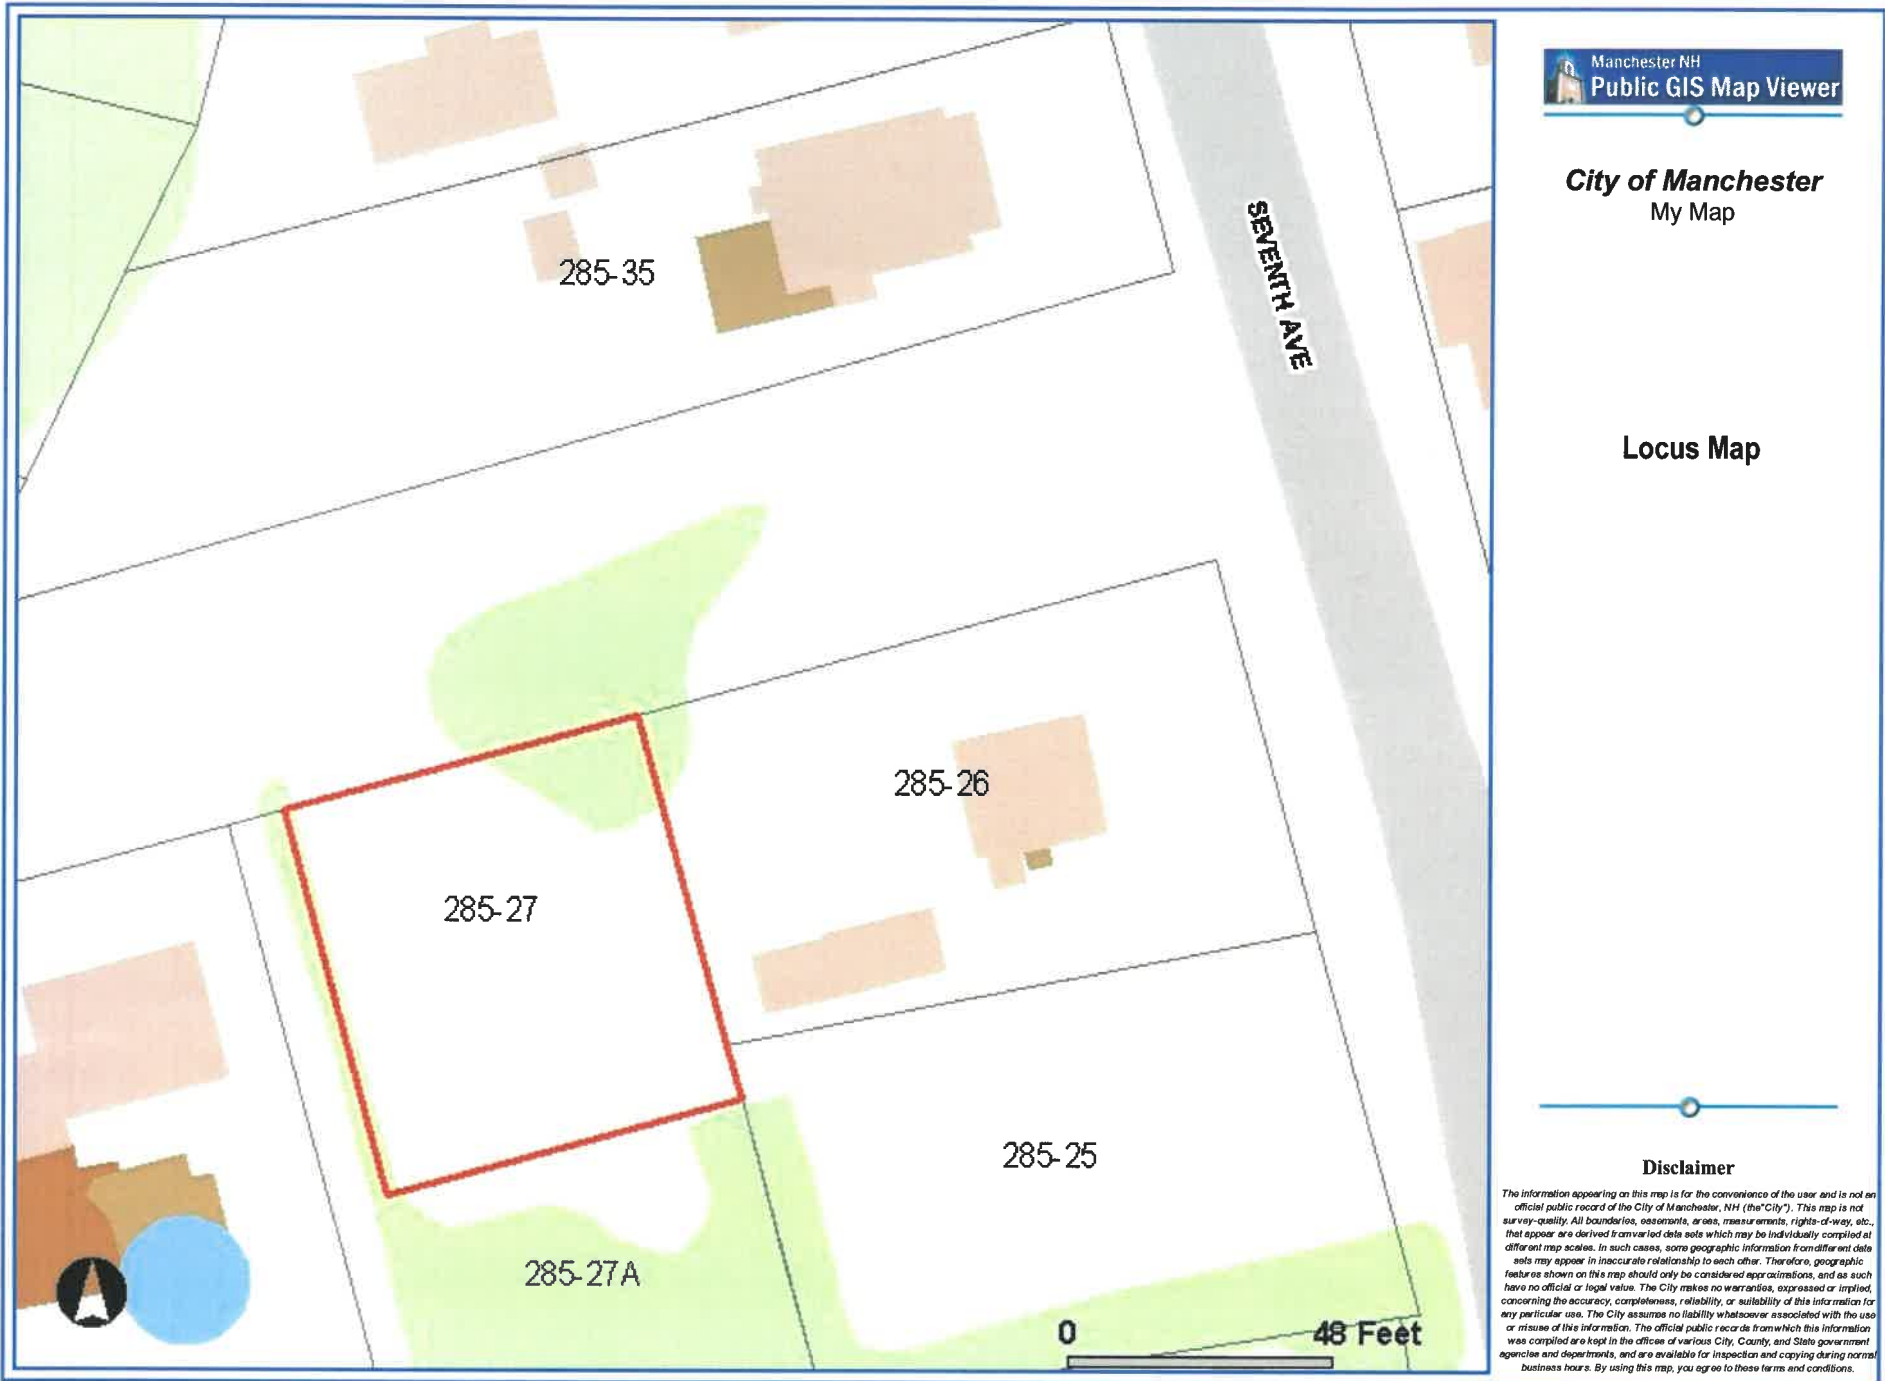 Manchester NH
Public GIS Map Viewer
City of Manchester
My Map
Locus Map
SEVENTH AVE
285-35
285-26
285-27
285-25
285-27A
0 48 Feet
Disclaimer
The information appearing on this map is for the convenience of the user and is not an
official public record of the City of Manchester, NH (the"City"). This map is not
survey-quality. All boundaries, easements, areas, measurements, rights-of-way, etc.,
that appear are derived from varied data sets which may be individually compiled at
different map scales. In such cases, some geographic information from different data
sets may appear in inaccurate relationship to each other. Therefore, geographic
features shown on this map should only be considered approximations, and as such
have no official or legal value. The City makes no warranties, expressed or implied,
concerning the accuracy, completeness, reliability, or suitability of this information for
any particular use. The City assumes no liability whatsoever associated with the use
or misuse of this information. The official public records from which this information
was compiled are kept in the offices of various City, County, and State government
agencies and departments, and are available for inspection and copying during normal
business hours. By using this map, you agree to these terms and conditions.